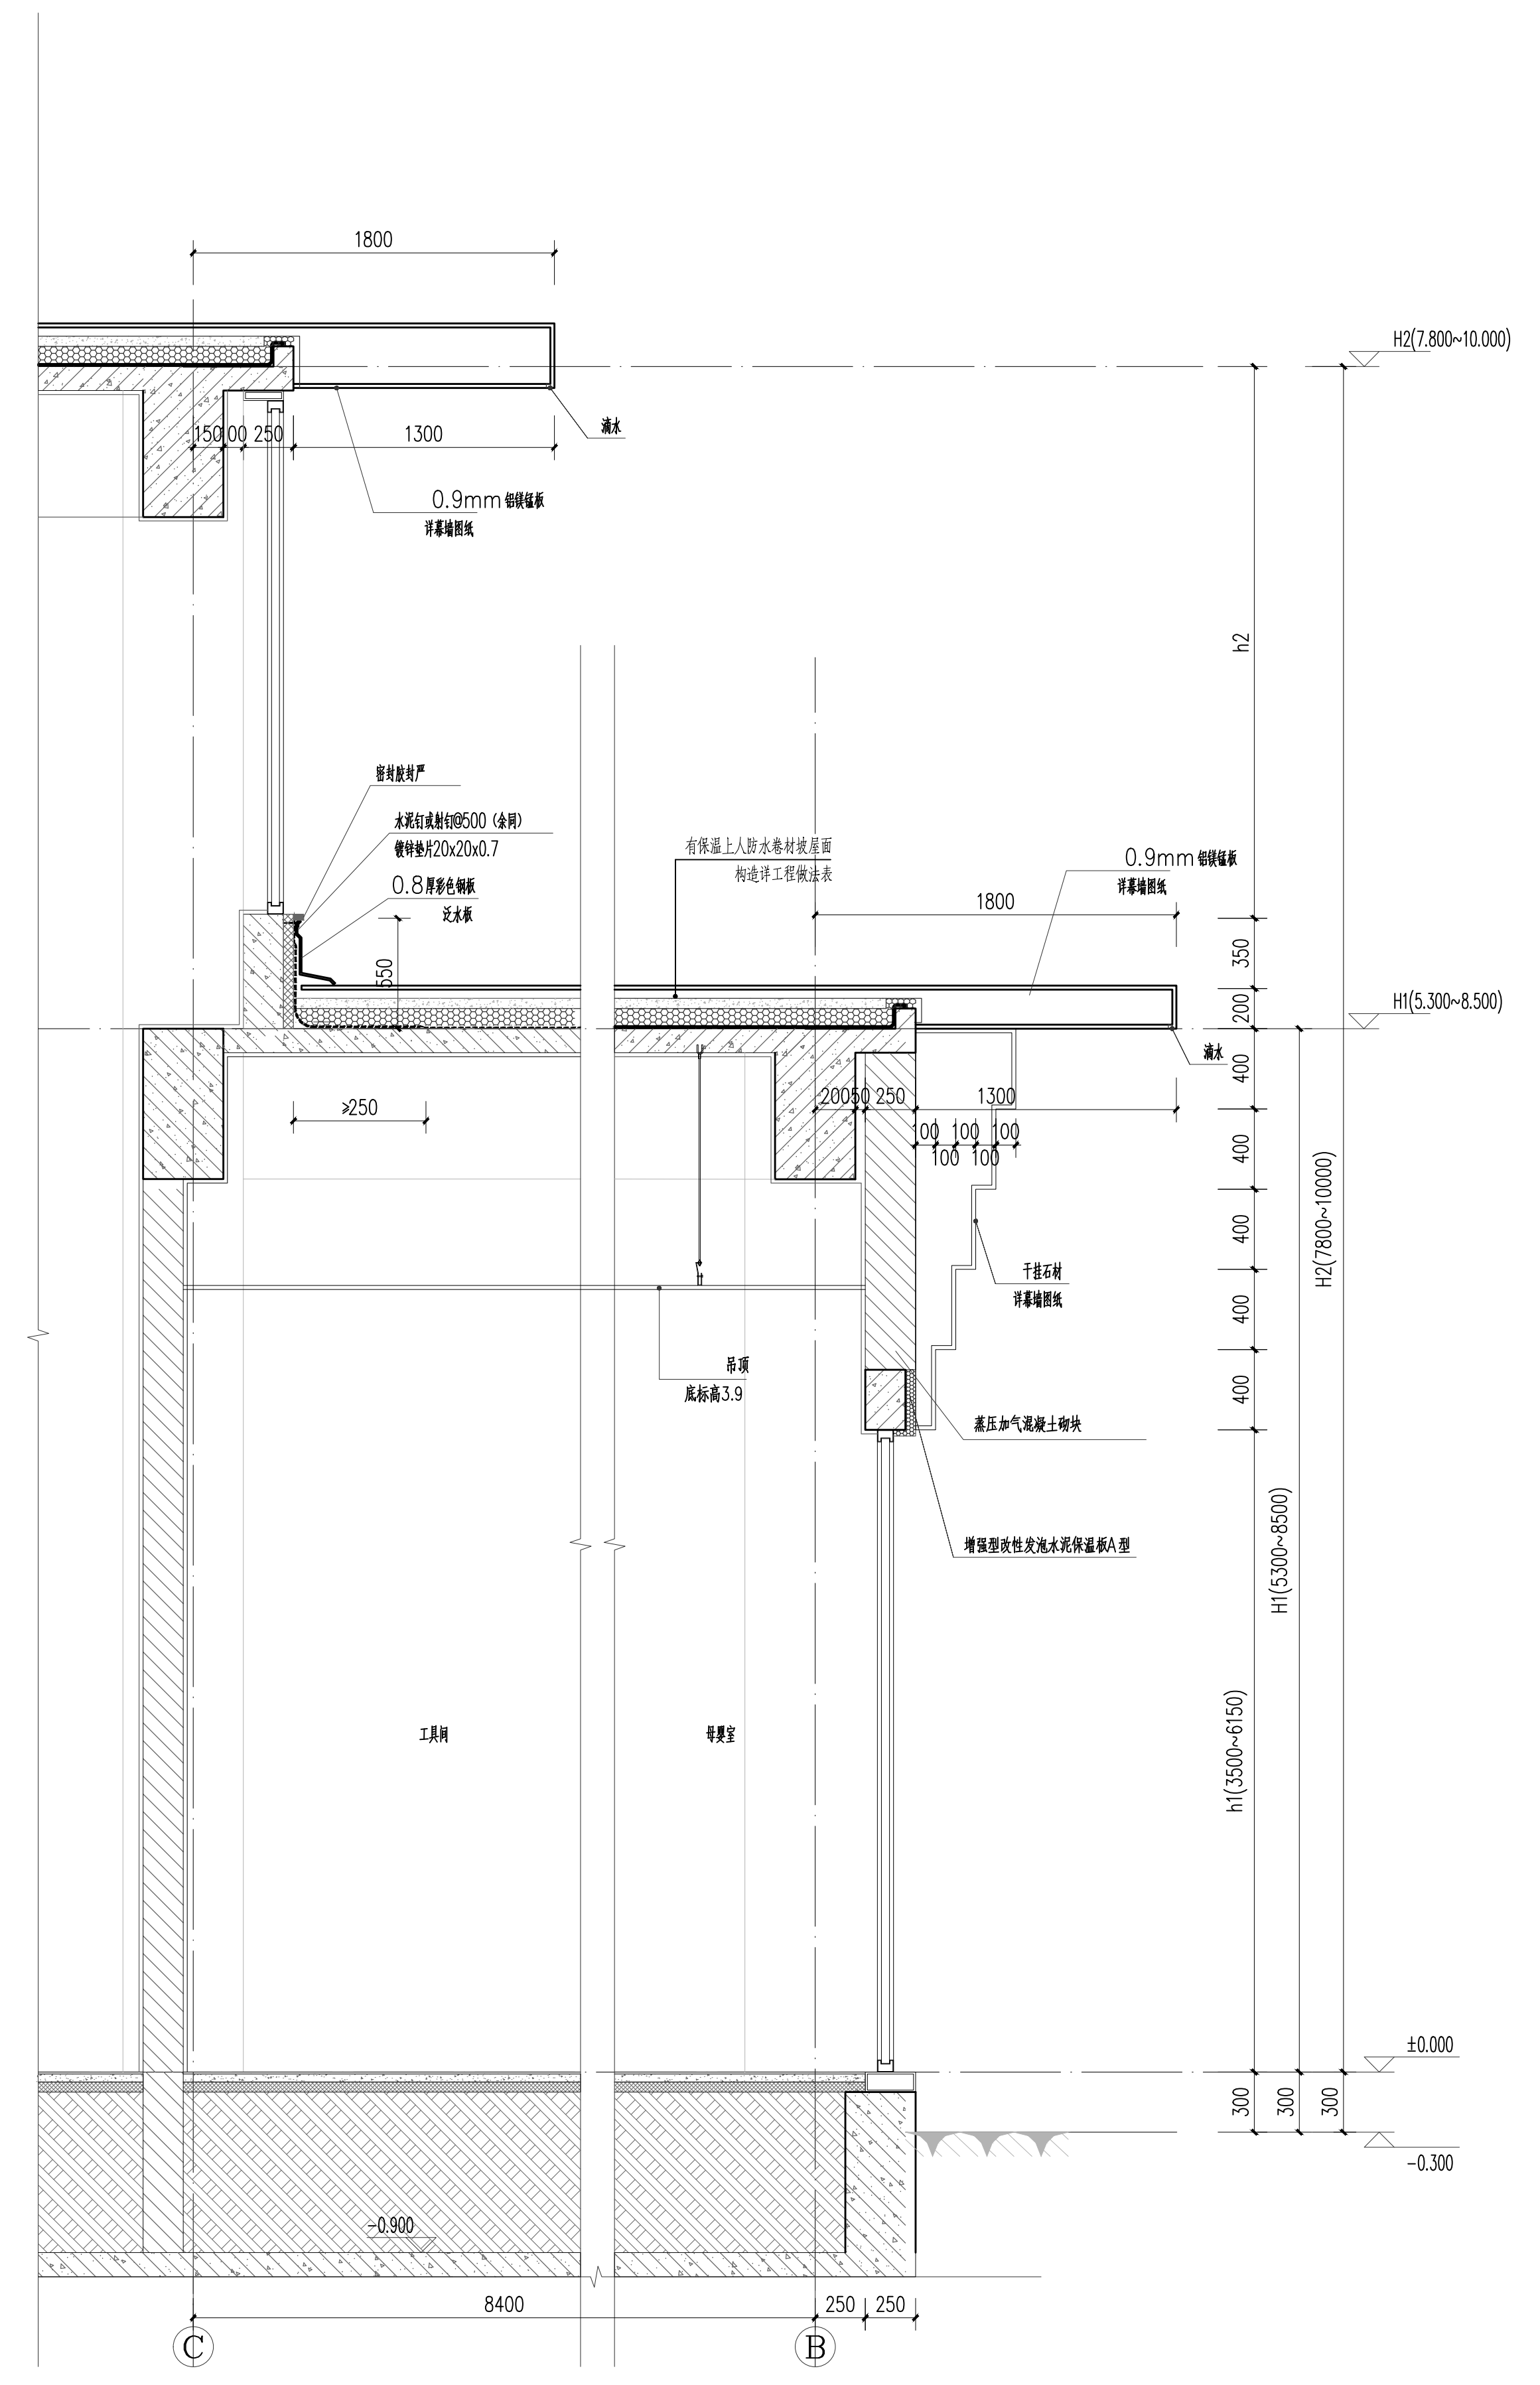 1800
H2(7.800~10.000)
滴水
150
100
250
1300
0.9mm铝镁锰板
详幕墙图纸
h2
密封胶封严
水泥钉或射钉@500（余同）
镀锌垫片20x20x0.7
0.8厚彩色钢板
泛水板
有保温上人防水卷材坡屋面
构造详工程做法表
0.9mm铝镁锰板
详幕墙图纸
1800
550
350
200
H1(5.300~8.500)
滴水
≥250
200
50
250
1300
100
100
100
100
100
400
400
400
400
400
H2(7800~10000)
干挂石材
详幕墙图纸
吊顶
底标高3.9
蒸压加气混凝土砌块
增强型改性发泡水泥保温板A型
H1(5300~8500)
h1(3500~6150)
工具间
母婴室
±0.000
300
300
300
-0.300
-0.900
8400
250
250
C
B